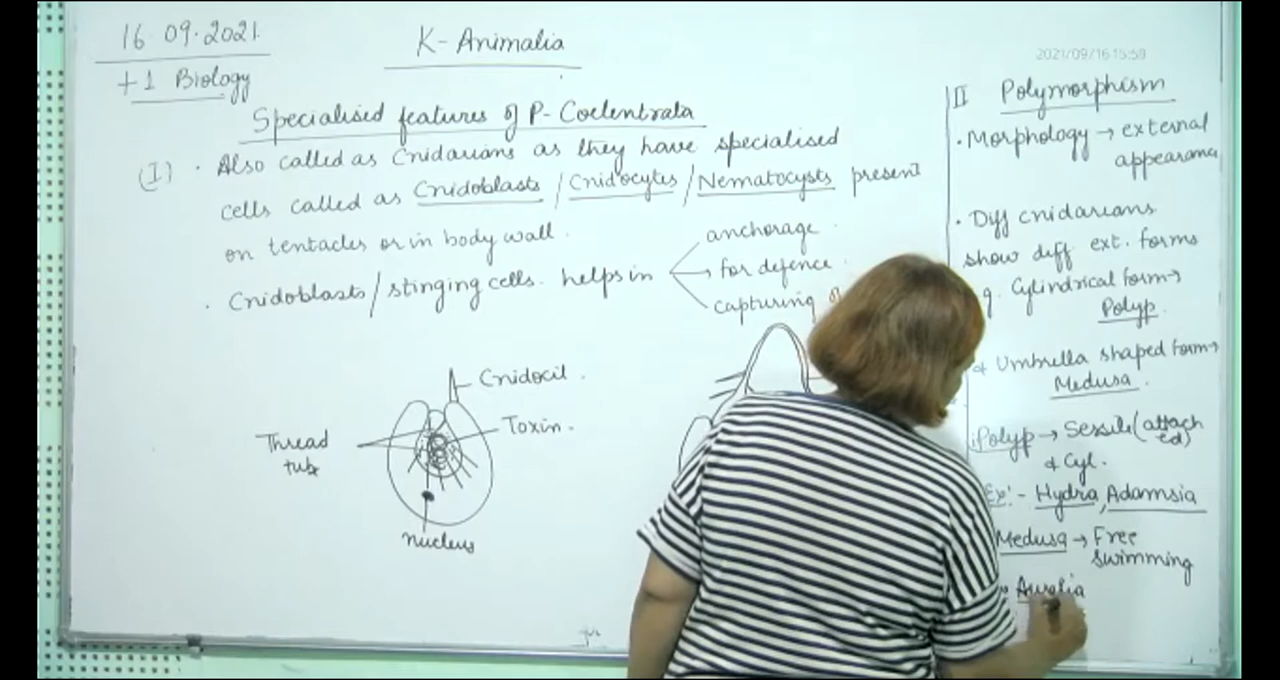 16.09.2021
+1 Biology
K- Animalia
2021/09/16 15:58
Specialised features of P- Coelentrata
(I) • Also called as Cnidarians as they have specialised
cells called as Cnidoblasts / Cnidocytes / Nematocysts present
on tentacles or in body wall.
• Cnidoblasts / stinging cells. helps in
anchorage
for defence
capturing
Cnidocil
Toxin.
Thread
tube
nucleus
II Polymorphism
• Morphology → external
appearance
• Diff cnidarians
show diff ext. forms
g. Cylindrical form →
Polyp.
& Umbrella shaped form →
Medusa.
Polyp → Sessile (attach
ed)
& Cyl.
Ex:- Hydra, Adamsia
Medusa → Free
swimming
Aurelia